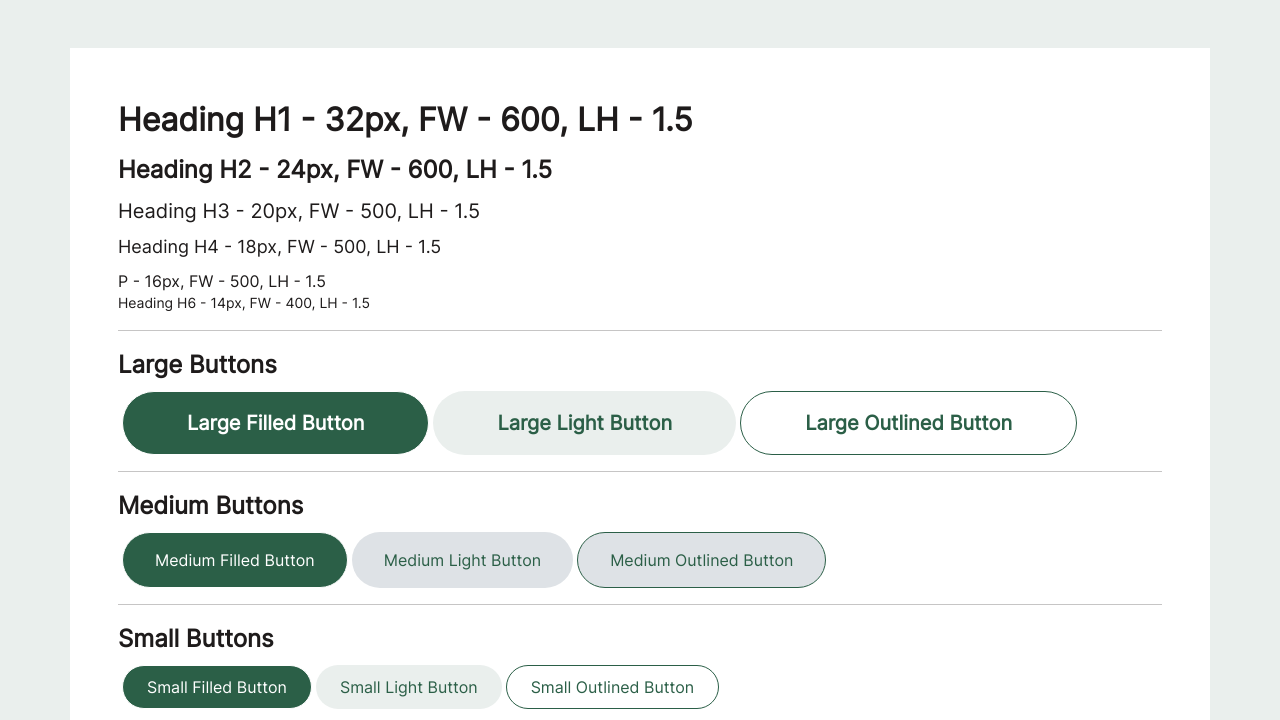 Heading H1 - 32px, FW - 600, LH - 1.5
Heading H2 - 24px, FW - 600, LH - 1.5
Heading H3 - 20px, FW - 500, LH - 1.5
Heading H4 - 18px, FW - 500, LH - 1.5
P - 16px, FW - 500, LH - 1.5
Heading H6 - 14px, FW - 400, LH - 1.5
Large Buttons
Large Filled Button Large Light Button Large Outlined Button
Medium Buttons
Medium Filled Button Medium Light Button Medium Outlined Button
Small Buttons
Small Filled Button Small Light Button Small Outlined Button